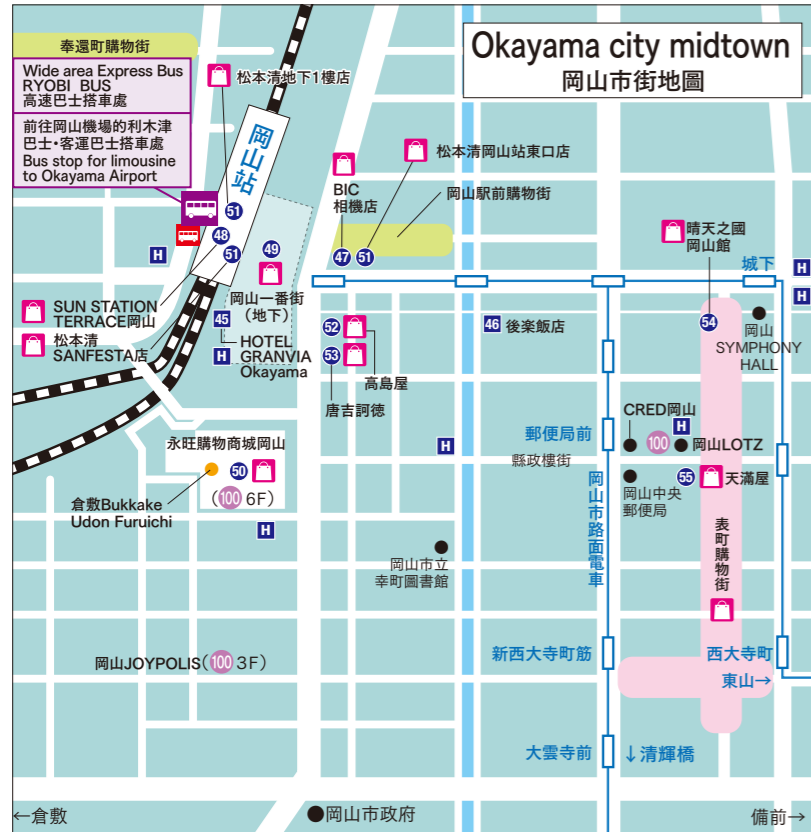 Okayama city midtown
岡山市街地圖
奉還町購物街
Wide area Express Bus
RYOBI BUS
高速巴士搭車處
前往岡山機場的利木津
巴士・客運巴士搭車處
Bus stop for limousine
to Okayama Airport
松本清地下1樓店
岡山站
51
48
51
49
H
BIC
相機店
松本清岡山站東口店
岡山駅前購物街
47
51
晴天之國
岡山館
城下
H
H
54
岡山
SYMPHONY
HALL
SUN STATION
TERRACE岡山
松本清
SANFESTA店
岡山一番街
(地下)
45
HOTEL
GRANVIA
Okayama
H
52
53
高島屋
唐吉訶德
46
後楽飯店
永旺購物商城岡山
50
(100 6F)
倉敷Bukkake
Udon Furuichi
H
H
郵便局前
縣政樓街
CRED岡山
H
100
岡山LOTZ
岡山中央
郵便局
55
天滿屋
岡山市路面電車
表町購物街
岡山市立
幸町圖書館
岡山JOYPOLIS(100 3F)
新西大寺町筋
西大寺町
東山→
大雲寺前
↓清輝橋
←倉敷
岡山市政府
備前→